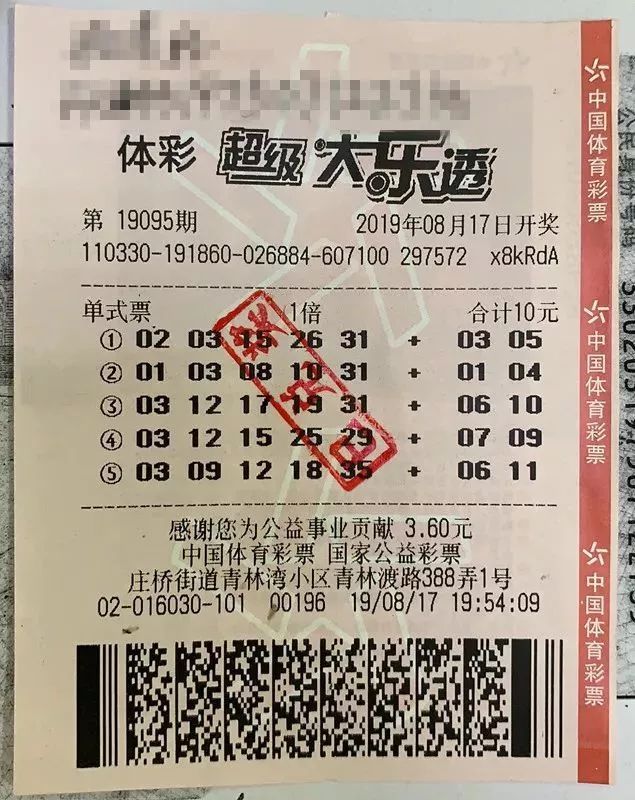 体彩 超级大乐透
第 19095期 2019年08月17日开奖
110330-191860-026884-607100 297572 x8kRdA
单式票 1倍 合计10元
① 02 03 15 26 31 + 03 05
② 01 03 08 10 31 + 01 04
③ 03 12 17 19 31 + 06 10
④ 03 12 15 25 29 + 07 09
⑤ 03 09 12 18 35 + 06 11
感谢您为公益事业贡献 3.60元
中国体育彩票 国家公益彩票
庄桥街道青林湾小区青林渡路388弄1号
02-016030-101 00196 19/08/17 19:54:09
中国体育彩票
中国体育彩票
中国体育彩票